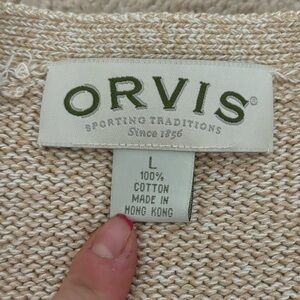 ORVIS®
SPORTING TRADITIONS
Since 1856
L
100%
COTTON
MADE IN
HONG KONG